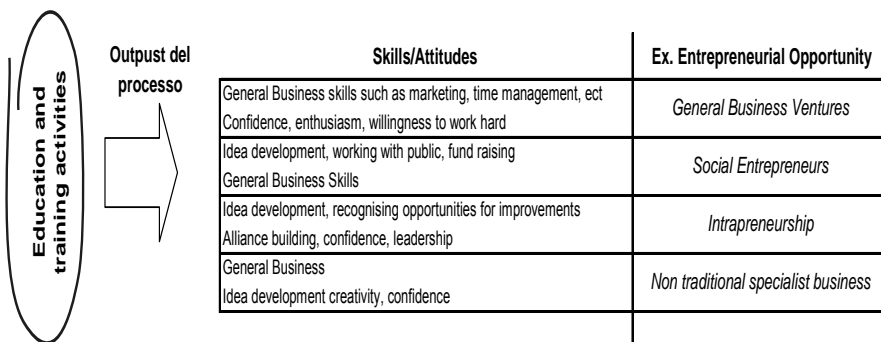 Education and
training activities
Outpust del
processo
Skills/Attitudes
Ex. Entrepreneurial Opportunity
General Business skills such as marketing, time management, ect
Confidence, enthusiasm, willingness to work hard
General Business Ventures
Idea development, working with public, fund raising
General Business Skills
Social Entrepreneurs
Idea development, recognising opportunities for improvements
Alliance building, confidence, leadership
Intrapreneurship
General Business
Idea development creativity, confidence
Non traditional specialist business